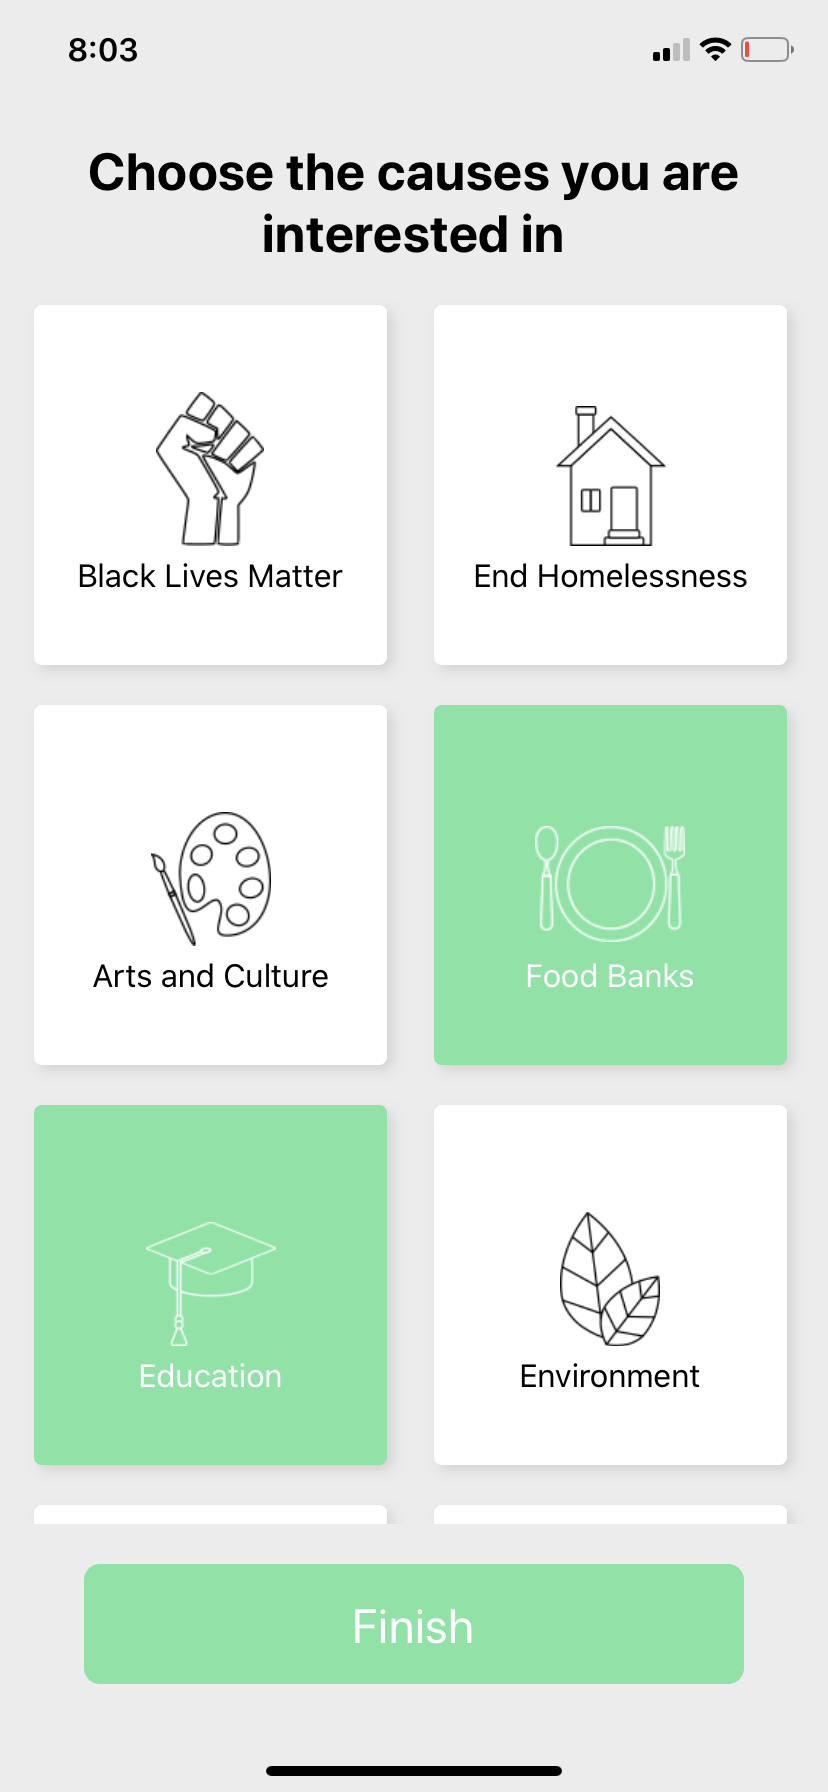 8:03
Choose the causes you are
interested in
Black Lives Matter
End Homelessness
Arts and Culture
Food Banks
Education
Environment
Finish